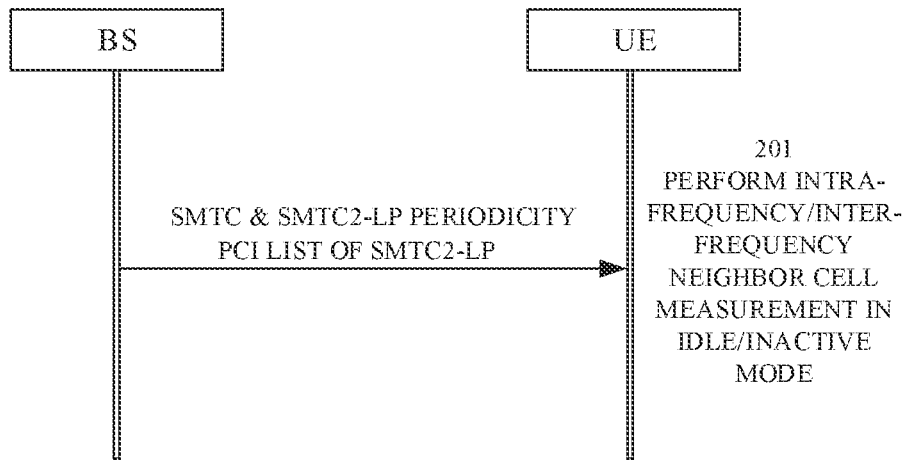 BS
UE
SMTC & SMTC2-LP PERIODICITY
PCI LIST OF SMTC2-LP
201
PERFORM INTRA-
FREQUENCY/INTER-
FREQUENCY
NEIGHBOR CELL
MEASUREMENT IN
IDLE/INACTIVE
MODE